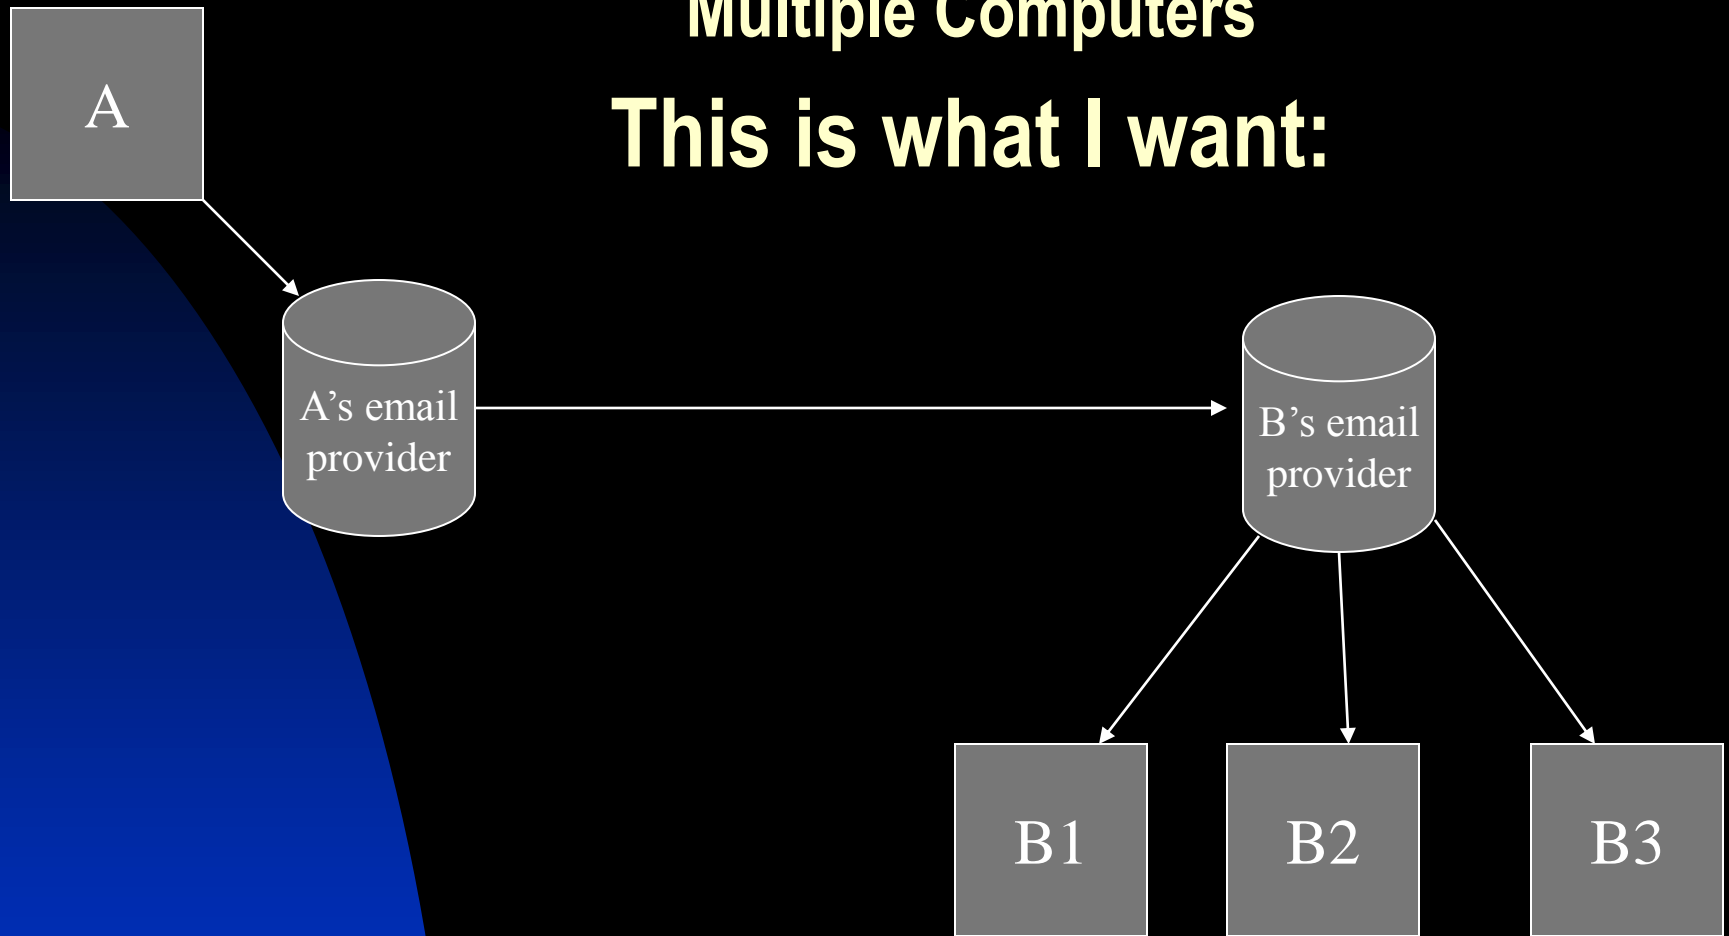 Multiple Computers
This is what I want:
A
A’s email
provider
B’s email
provider
B1
B2
B3